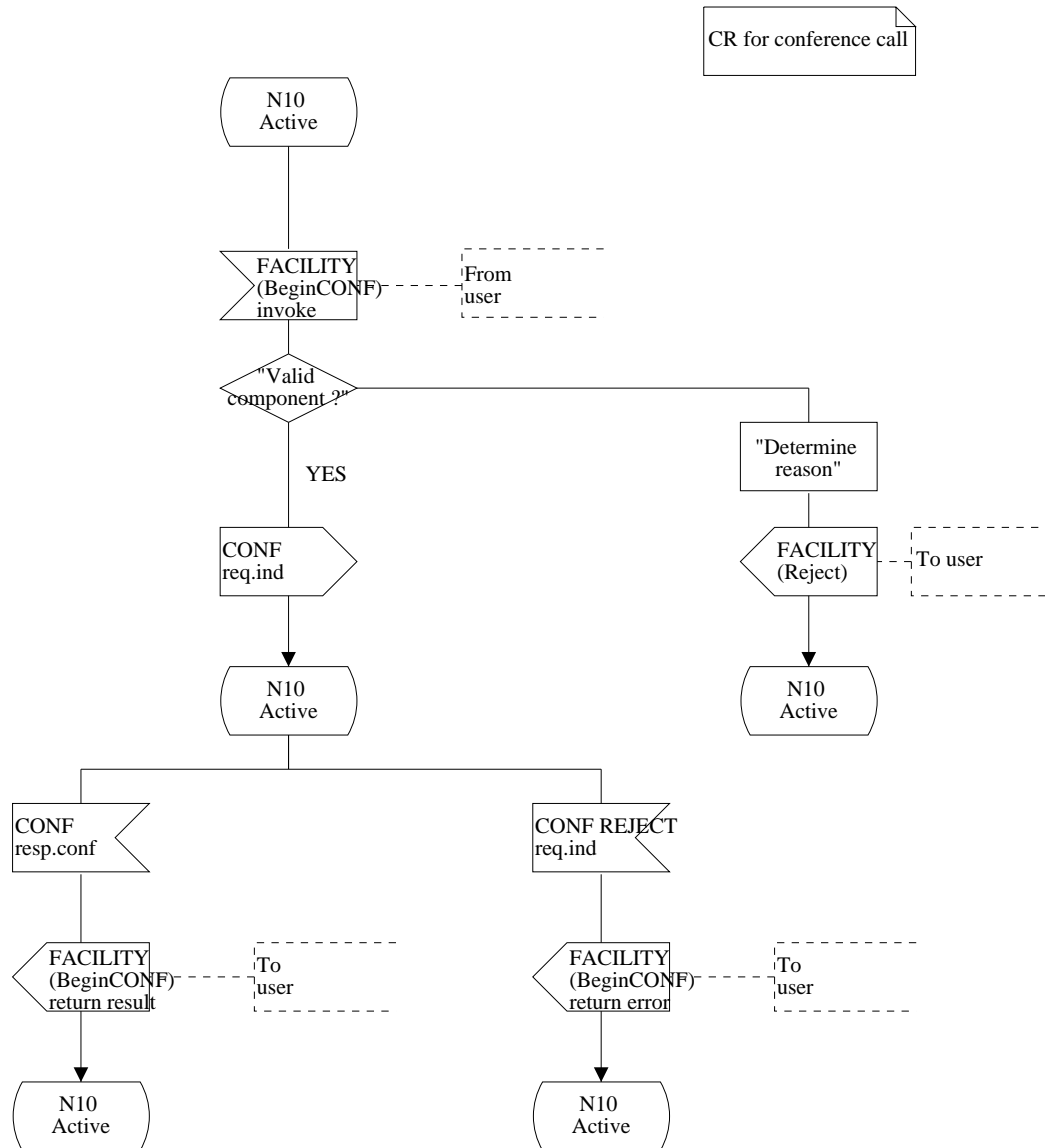 CR for conference call
N10
Active
FACILITY
(BeginCONF)
invoke
From
user
"Valid
component ?"
"Determine
reason"
YES
CONF
req.ind
FACILITY
(Reject)
To user
N10
Active
N10
Active
CONF
resp.conf
CONF REJECT
req.ind
FACILITY
(BeginCONF)
return result
To
user
FACILITY
(BeginCONF)
return error
To
user
N10
Active
N10
Active